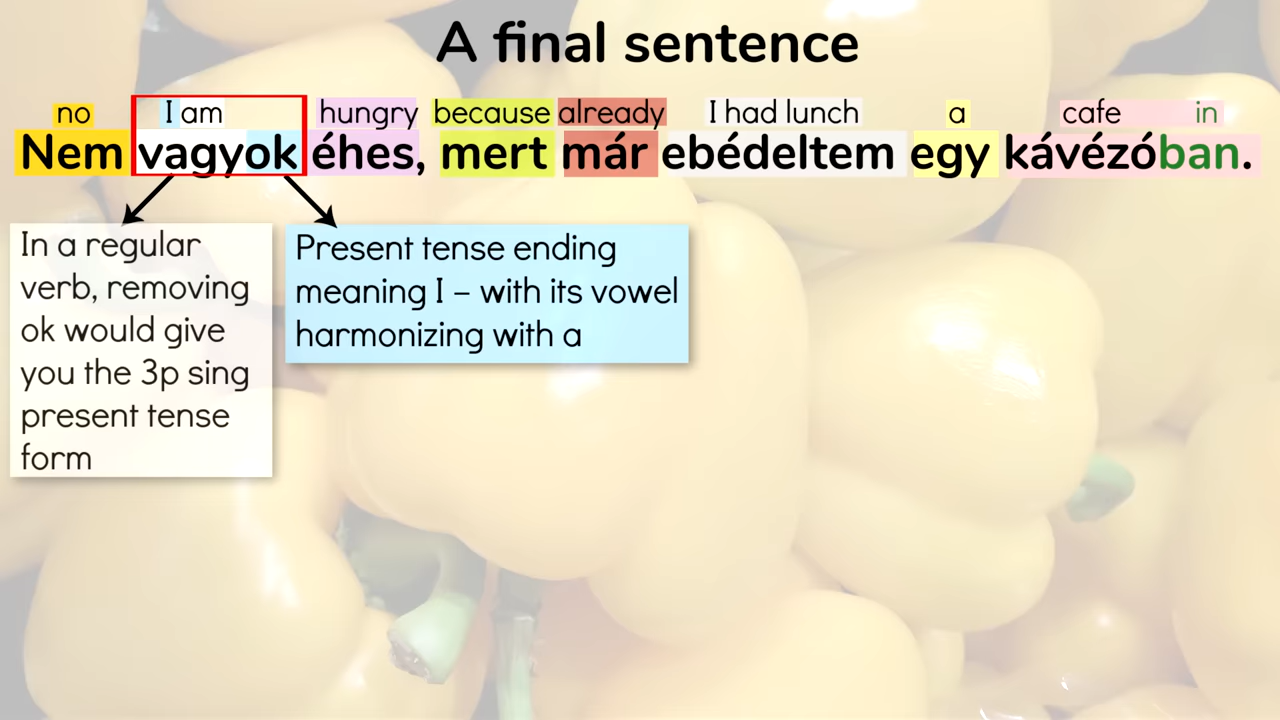 A final sentence
no I am hungry because already I had lunch a cafe in
Nem vagyok éhes, mert már ebédeltem egy kávézóban.
In a regular
verb, removing
ok would give
you the 3p sing
present tense
form
Present tense ending
meaning I – with its vowel
harmonizing with a